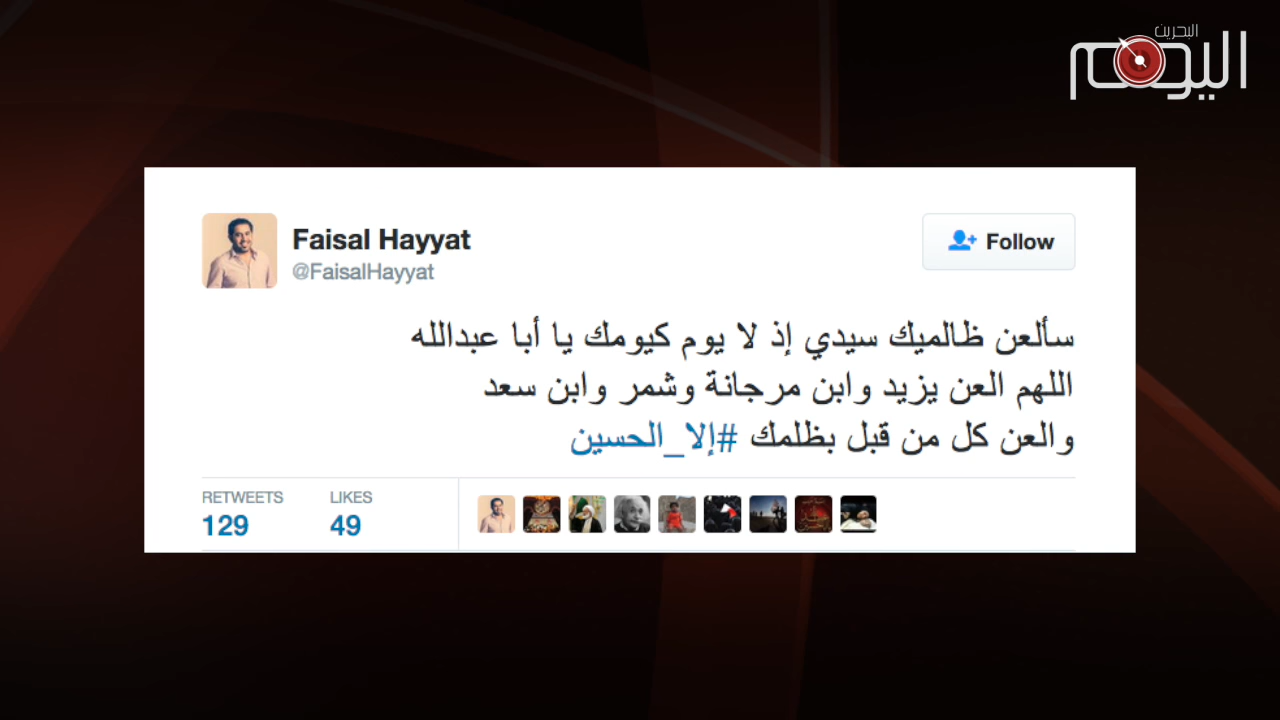 البحرين
اليوم
Faisal Hayyat
@FaisalHayyat
Follow
سألعن ظالميك سيدي إذ لا يوم كيومك يا أبا عبدالله
اللهم العن يزيد وابن مرجانة وشمر وابن سعد
والعن كل من قبل بظلمك #إلا_الحسين
RETWEETS LIKES
129 49